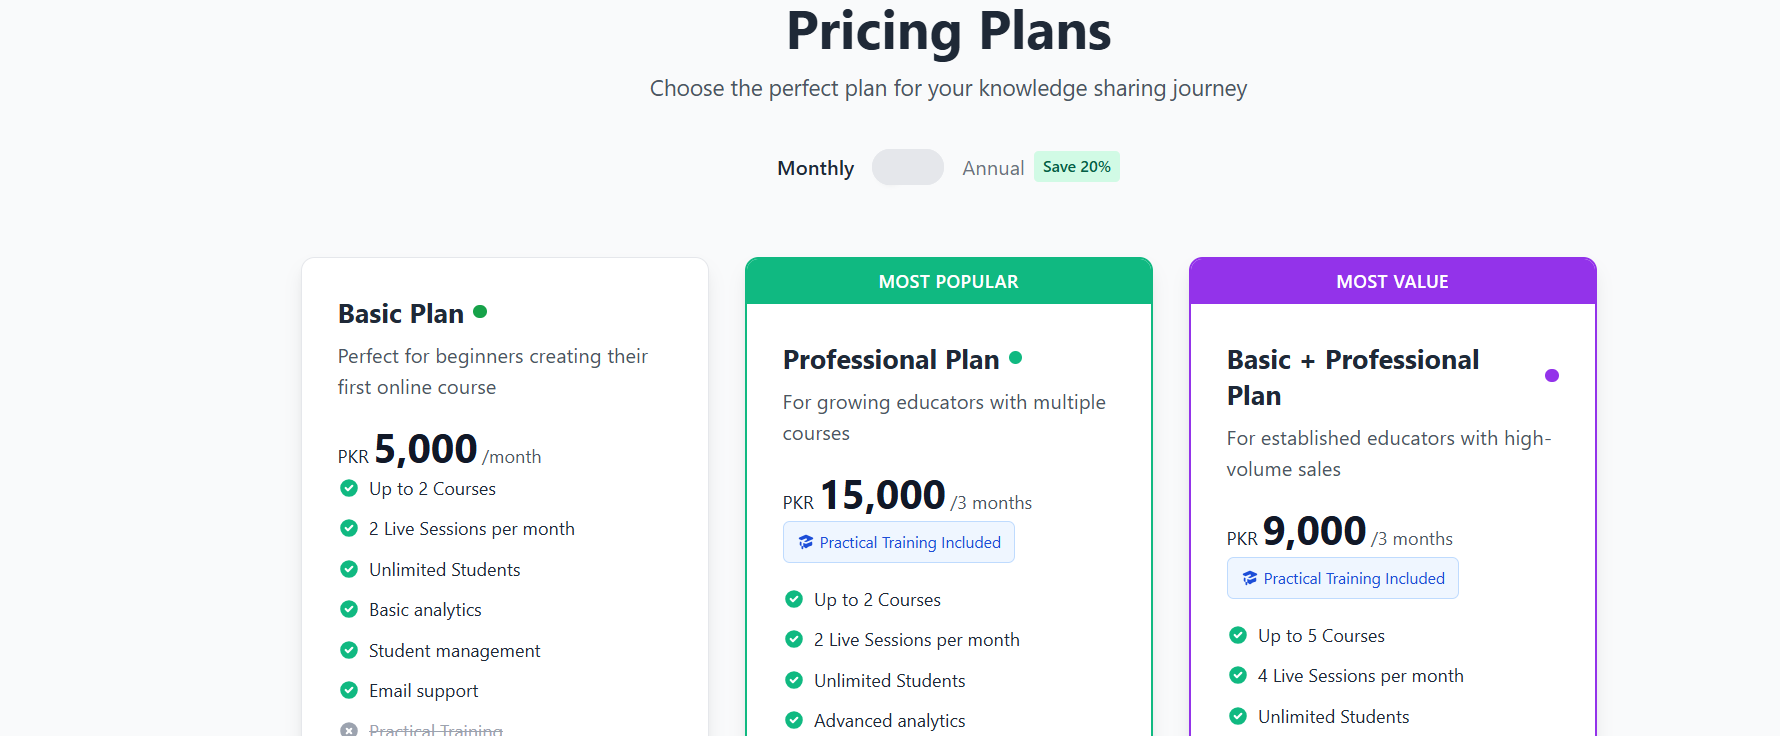 Pricing Plans
Choose the perfect plan for your knowledge sharing journey
Monthly Annual Save 20%
Basic Plan
Perfect for beginners creating their
first online course
PKR 5,000 /month
Up to 2 Courses
2 Live Sessions per month
Unlimited Students
Basic analytics
Student management
Email support
Practical Training
MOST POPULAR
Professional Plan
For growing educators with multiple
courses
PKR 15,000 /3 months
Practical Training Included
Up to 2 Courses
2 Live Sessions per month
Unlimited Students
Advanced analytics
MOST VALUE
Basic + Professional
Plan
For established educators with high-
volume sales
PKR 9,000 /3 months
Practical Training Included
Up to 5 Courses
4 Live Sessions per month
Unlimited Students